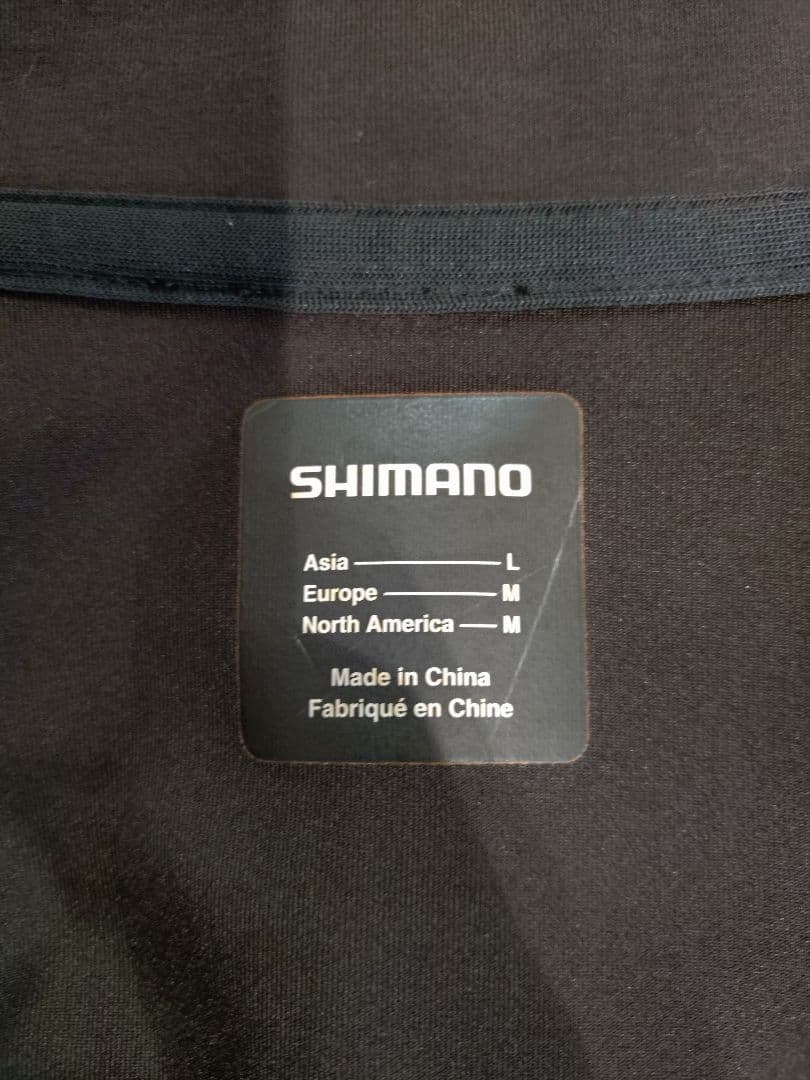 SHIMANO
Asia L
Europe M
North America M
Made in China
Fabriqué en Chine